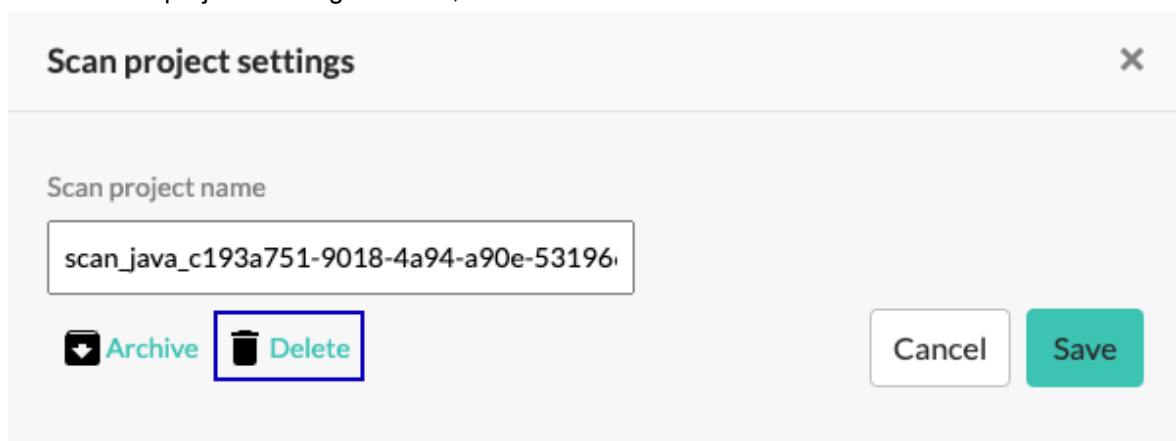 Scan project settings
×
Scan project name
scan_java_c193a751-9018-4a94-a90e-53196
Archive
Delete
Cancel
Save